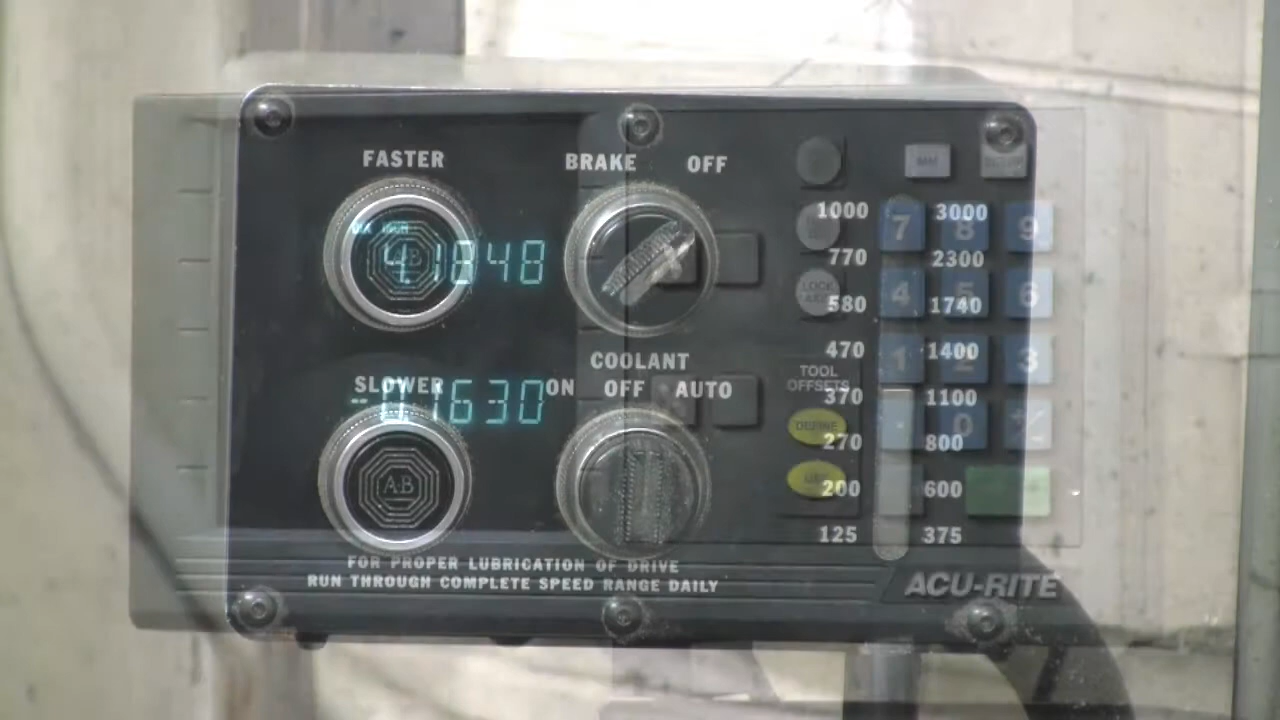 FASTER
BRAKE OFF
MM
1000 3000
7 8 9
A-B
770 2300
4.1848
LOCK
580 1740
4 5 6
470 1400
1 2 3
COOLANT
ON OFF AUTO
SLOWER
-0.1630
TOOL
OFFSETS
370 1100
0
DEFINE
270 800
200 600
A-B
125 375
FOR PROPER LUBRICATION OF DRIVE
RUN THROUGH COMPLETE SPEED RANGE DAILY
ACU-RITE